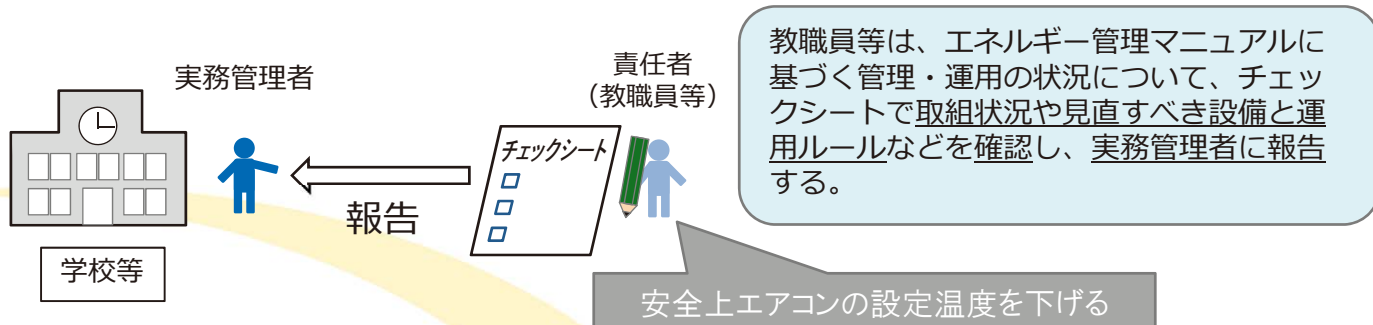 実務管理者
責任者
（教職員等）
教職員等は、エネルギー管理マニュアルに
基づく管理・運用の状況について、チェッ
クシートで取組状況や見直すべき設備と運
用ルールなどを確認し、実務管理者に報告
する。
チェックシート
報告
学校等
安全上エアコンの設定温度を下げる